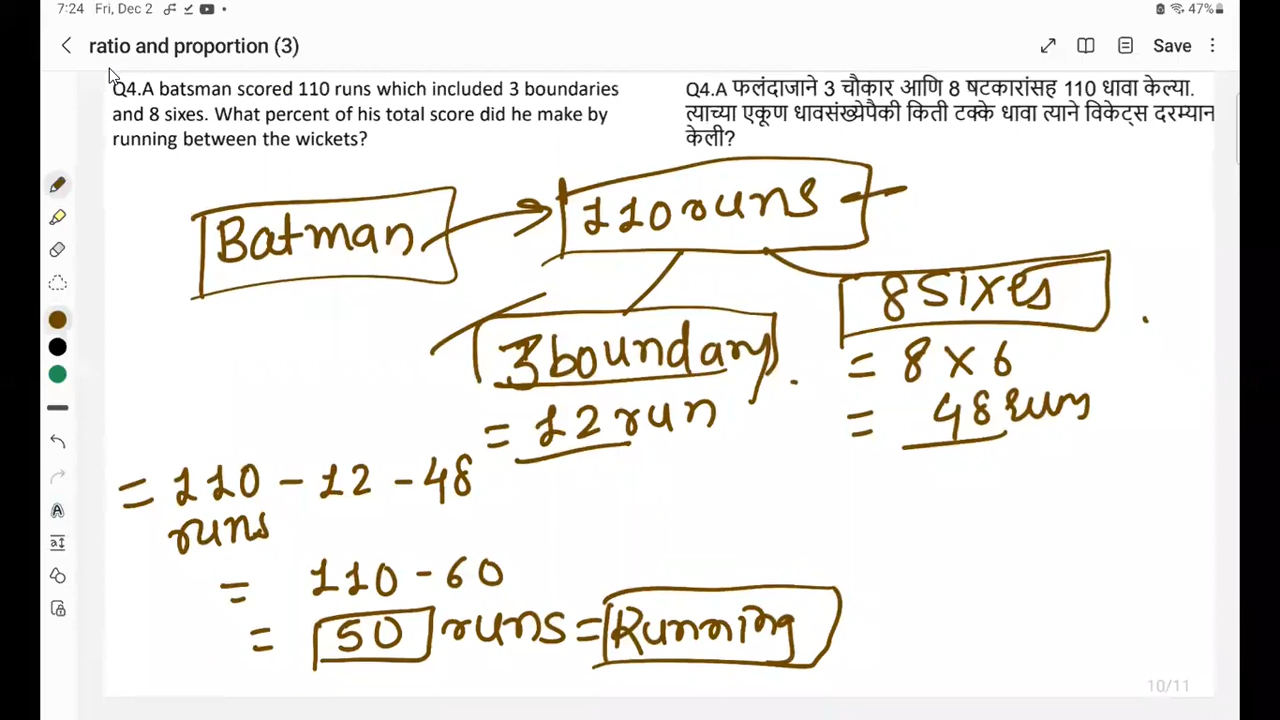 7:24 Fri, Dec 2
47%
ratio and proportion (3)
Save
Q4.A batsman scored 110 runs which included 3 boundaries
and 8 sixes. What percent of his total score did he make by
running between the wickets?
Q4.A फलंदाजाने 3 चौकार आणि 8 षटकारांसह 110 धावा केल्या.
त्याच्या एकूण धावसंख्येपैकी किती टक्के धावा त्याने विकेट्स दरम्यान
केली?
Batman
110 runs
8 Sixes
3 boundary
= 8 × 6
= 12 run
= 48 runs
= 110 - 12 - 48
runs
= 110 - 60
= 50 runs = Running
10/11